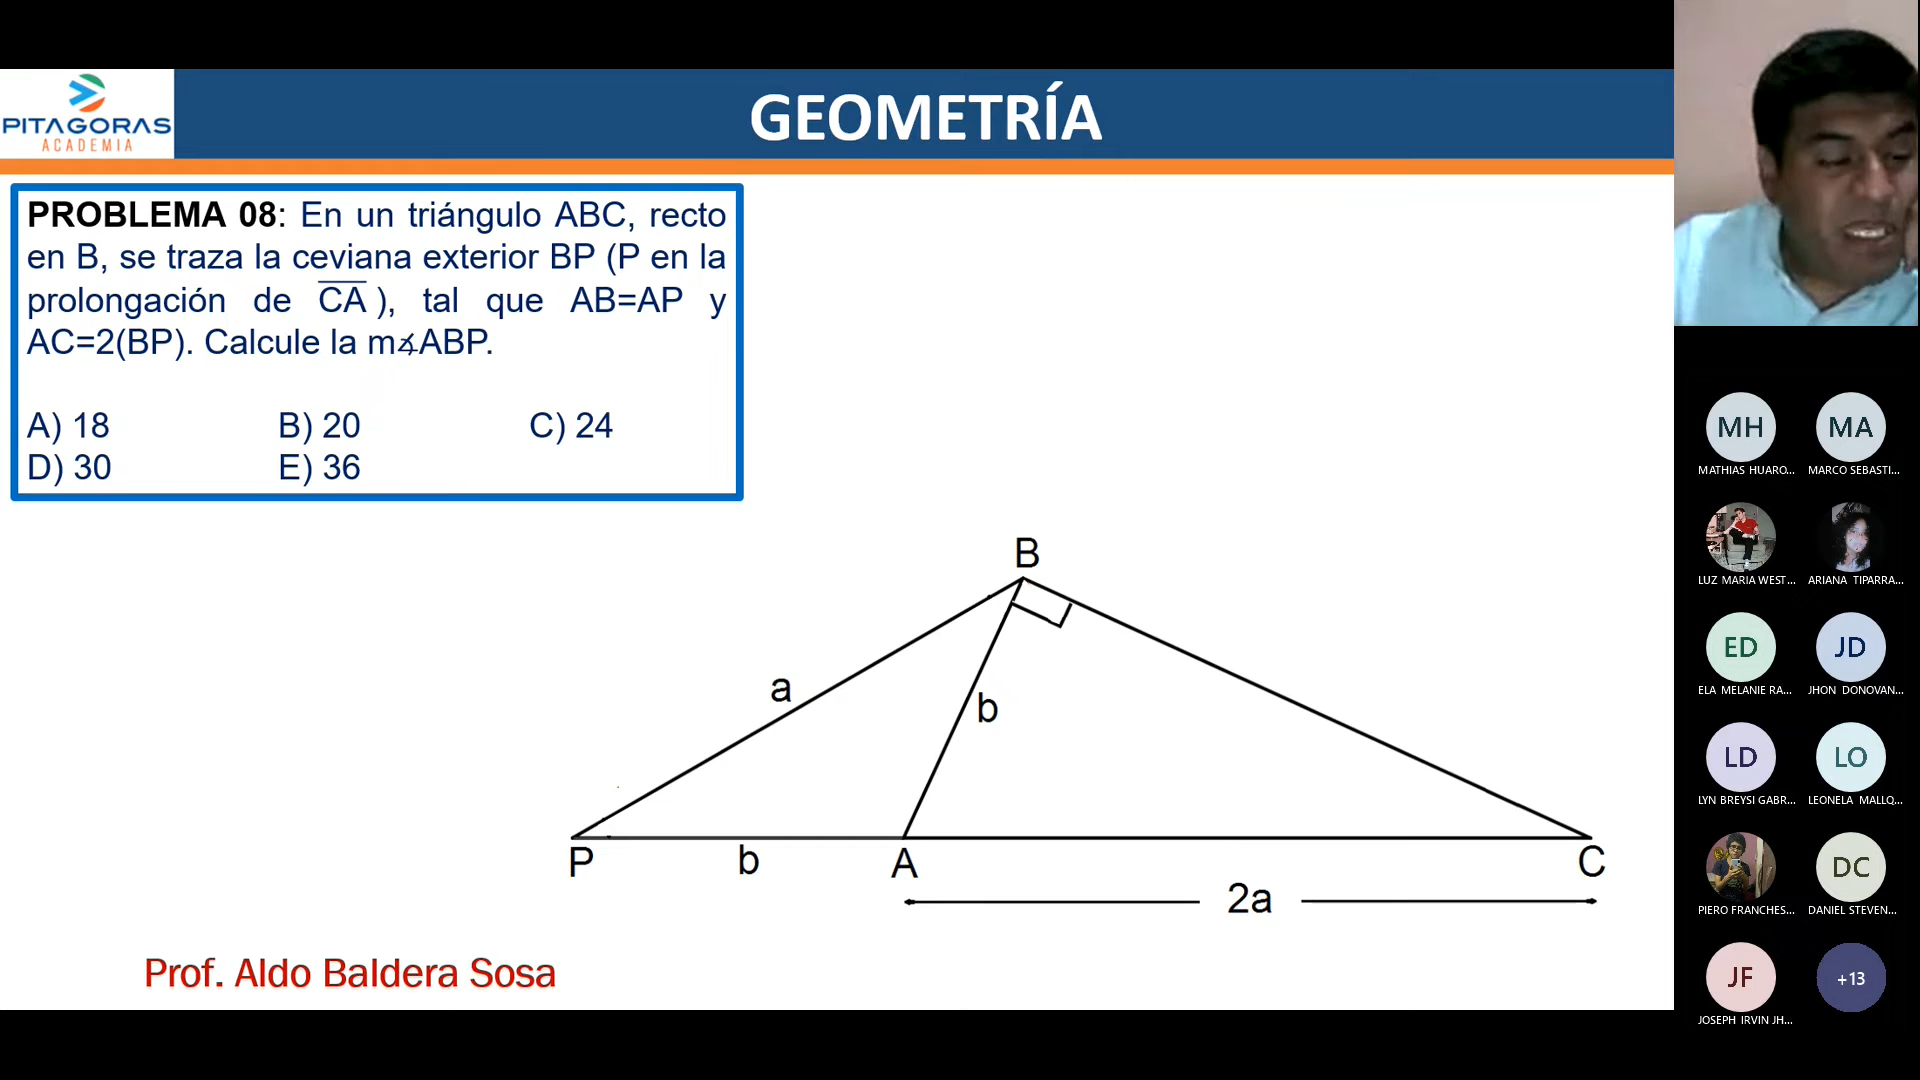 PITAGORAS
ACADEMIA
GEOMETRÍA
PROBLEMA 08: En un triángulo ABC, recto
en B, se traza la ceviana exterior BP (P en la
prolongación de CA ), tal que AB=AP y
AC=2(BP). Calcule la m∡ABP.
A) 18 B) 20 C) 24
D) 30 E) 36
B
a
b
P
b
A
C
2a
Prof. Aldo Baldera Sosa
MH
MATHIAS HUARO...
MA
MARCO SEBASTI...
LUZ MARIA WEST...
ARIANA TIPARRA...
ED
ELA MELANIE RA...
JD
JHON DONOVAN...
LD
LYN BREYSI GABR...
LO
LEONELA MALLQ...
PIERO FRANCHES...
DC
DANIEL STEVEN...
JF
JOSEPH IRVIN JH...
+13